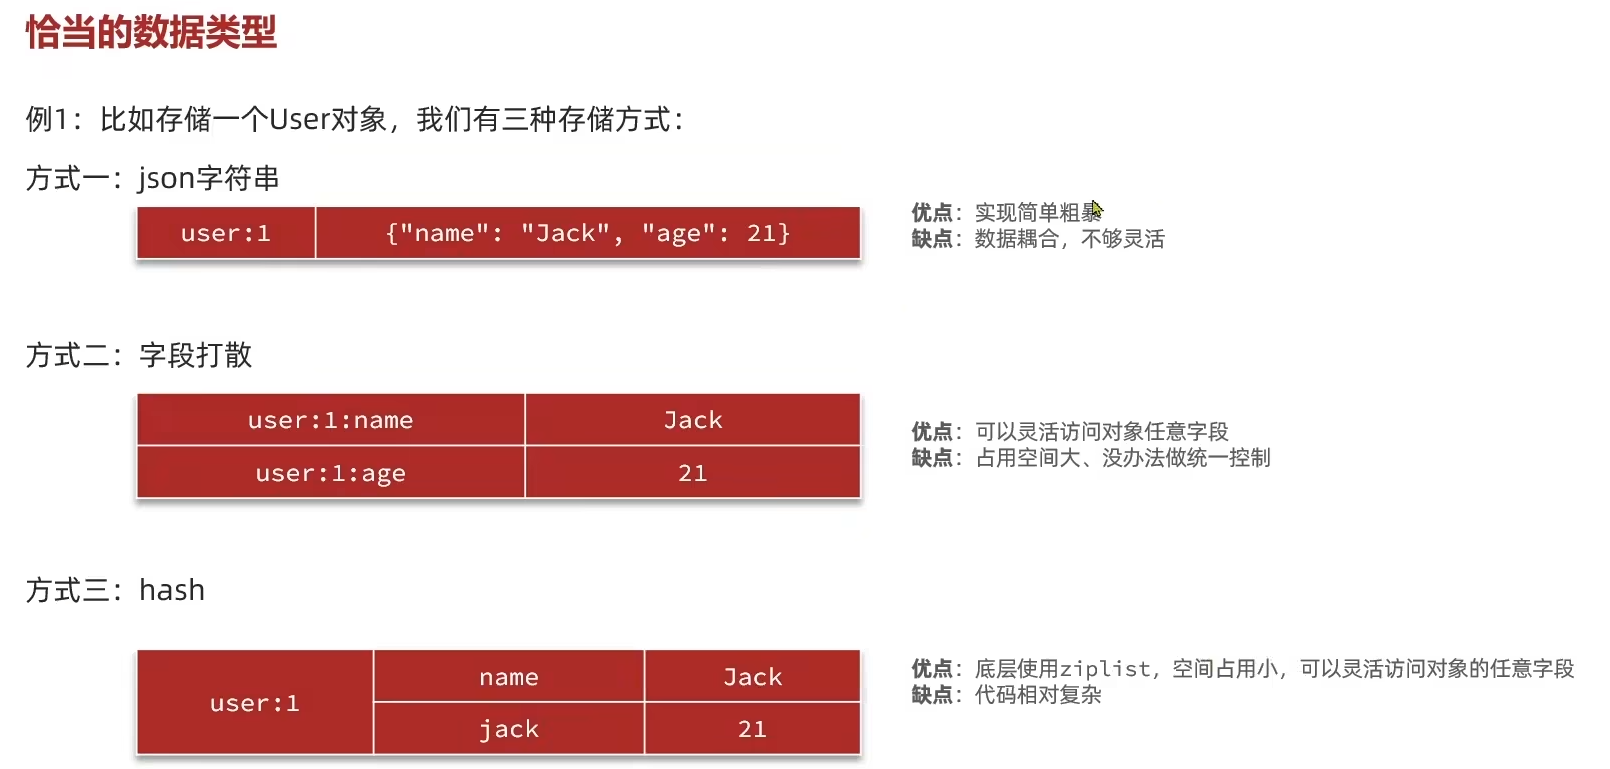 恰当的数据类型
例1：比如存储一个User对象，我们有三种存储方式：
方式一：json字符串
user:1 {"name": "Jack", "age": 21}
优点：实现简单粗暴
缺点：数据耦合，不够灵活
方式二：字段打散
user:1:name Jack
user:1:age 21
优点：可以灵活访问对象任意字段
缺点：占用空间大、没办法做统一控制
方式三：hash
user:1
name Jack
jack 21
优点：底层使用ziplist，空间占用小，可以灵活访问对象的任意字段
缺点：代码相对复杂